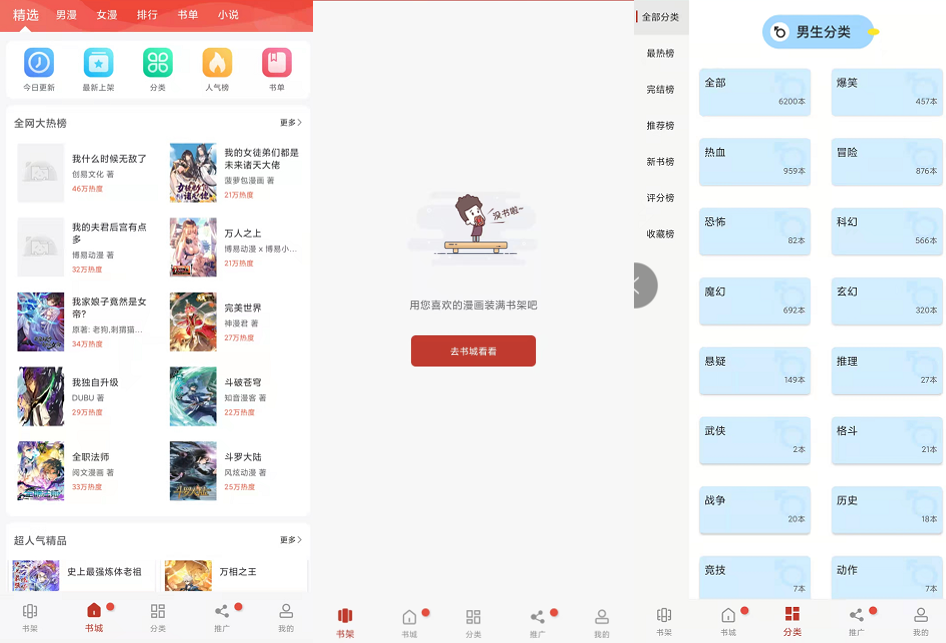 精选 男漫 女漫 排行 书单 小说
今日更新 最新上架 分类 人气榜 书单
全网大热榜 更多
我什么时候无敌了
创易文化 著
46万热度
我的女徒弟们都是
未来诸天大佬
菠萝包漫画 著
21万热度
我的夫君后宫有点
多
博易动漫 著
32万热度
万人之上
博易动漫 x 博易小...
21万热度
我家娘子竟然是女
帝?
原著: 老狗,刺猬猫...
34万热度
完美世界
神漫君 著
27万热度
我独自升级
DUBU 著
29万热度
斗破苍穹
知音漫客 著
22万热度
全职法师
阅文漫画 著
33万热度
斗罗大陆
风炫动漫 著
25万热度
超人气精品 更多
史上最强炼体老祖 万相之王
书架 书城 分类 推广 我的
没书啦~
用您喜欢的漫画装满书架吧
去书城看看
书架 书城 分类 推广 我的
全部分类
最热榜
完结榜
推荐榜
新书榜
评分榜
收藏榜
男生分类
全部
6200本
爆笑
457本
热血
959本
冒险
876本
恐怖
82本
科幻
566本
魔幻
692本
玄幻
320本
悬疑
149本
推理
27本
武侠
2本
格斗
21本
战争
20本
历史
18本
竞技
7本
动作
7本
书架 书城 分类 推广 我的